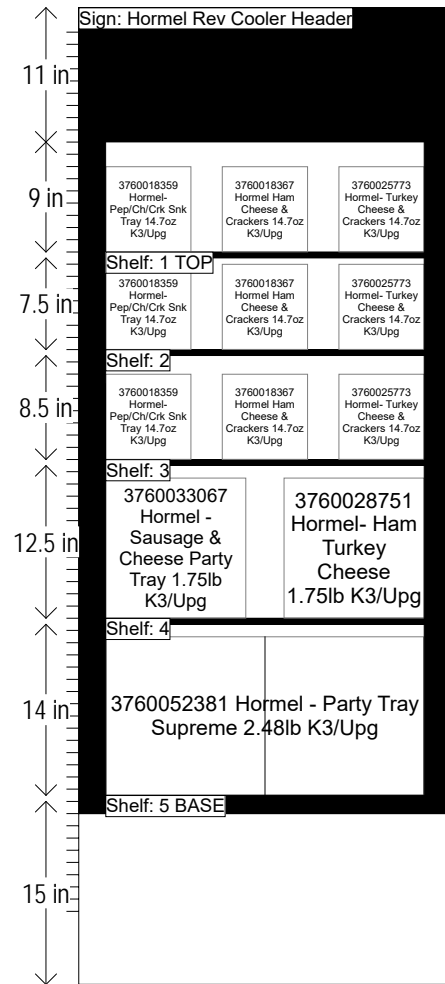 Sign: Hormel Rev Cooler Header
11 in
9 in
3760018359
Hormel-
Pep/Ch/Crk Snk
Tray 14.7oz
K3/Upg
3760018367
Hormel Ham
Cheese &
Crackers 14.7oz
K3/Upg
3760025773
Hormel- Turkey
Cheese &
Crackers 14.7oz
K3/Upg
Shelf: 1 TOP
7.5 in
3760018359
Hormel-
Pep/Ch/Crk Snk
Tray 14.7oz
K3/Upg
3760018367
Hormel Ham
Cheese &
Crackers 14.7oz
K3/Upg
3760025773
Hormel- Turkey
Cheese &
Crackers 14.7oz
K3/Upg
Shelf: 2
8.5 in
3760018359
Hormel-
Pep/Ch/Crk Snk
Tray 14.7oz
K3/Upg
3760018367
Hormel Ham
Cheese &
Crackers 14.7oz
K3/Upg
3760025773
Hormel- Turkey
Cheese &
Crackers 14.7oz
K3/Upg
Shelf: 3
12.5 in
3760033067
Hormel -
Sausage &
Cheese Party
Tray 1.75lb
K3/Upg
3760028751
Hormel- Ham
Turkey
Cheese
1.75lb K3/Upg
Shelf: 4
14 in
3760052381 Hormel - Party Tray
Supreme 2.48lb K3/Upg
Shelf: 5 BASE
15 in